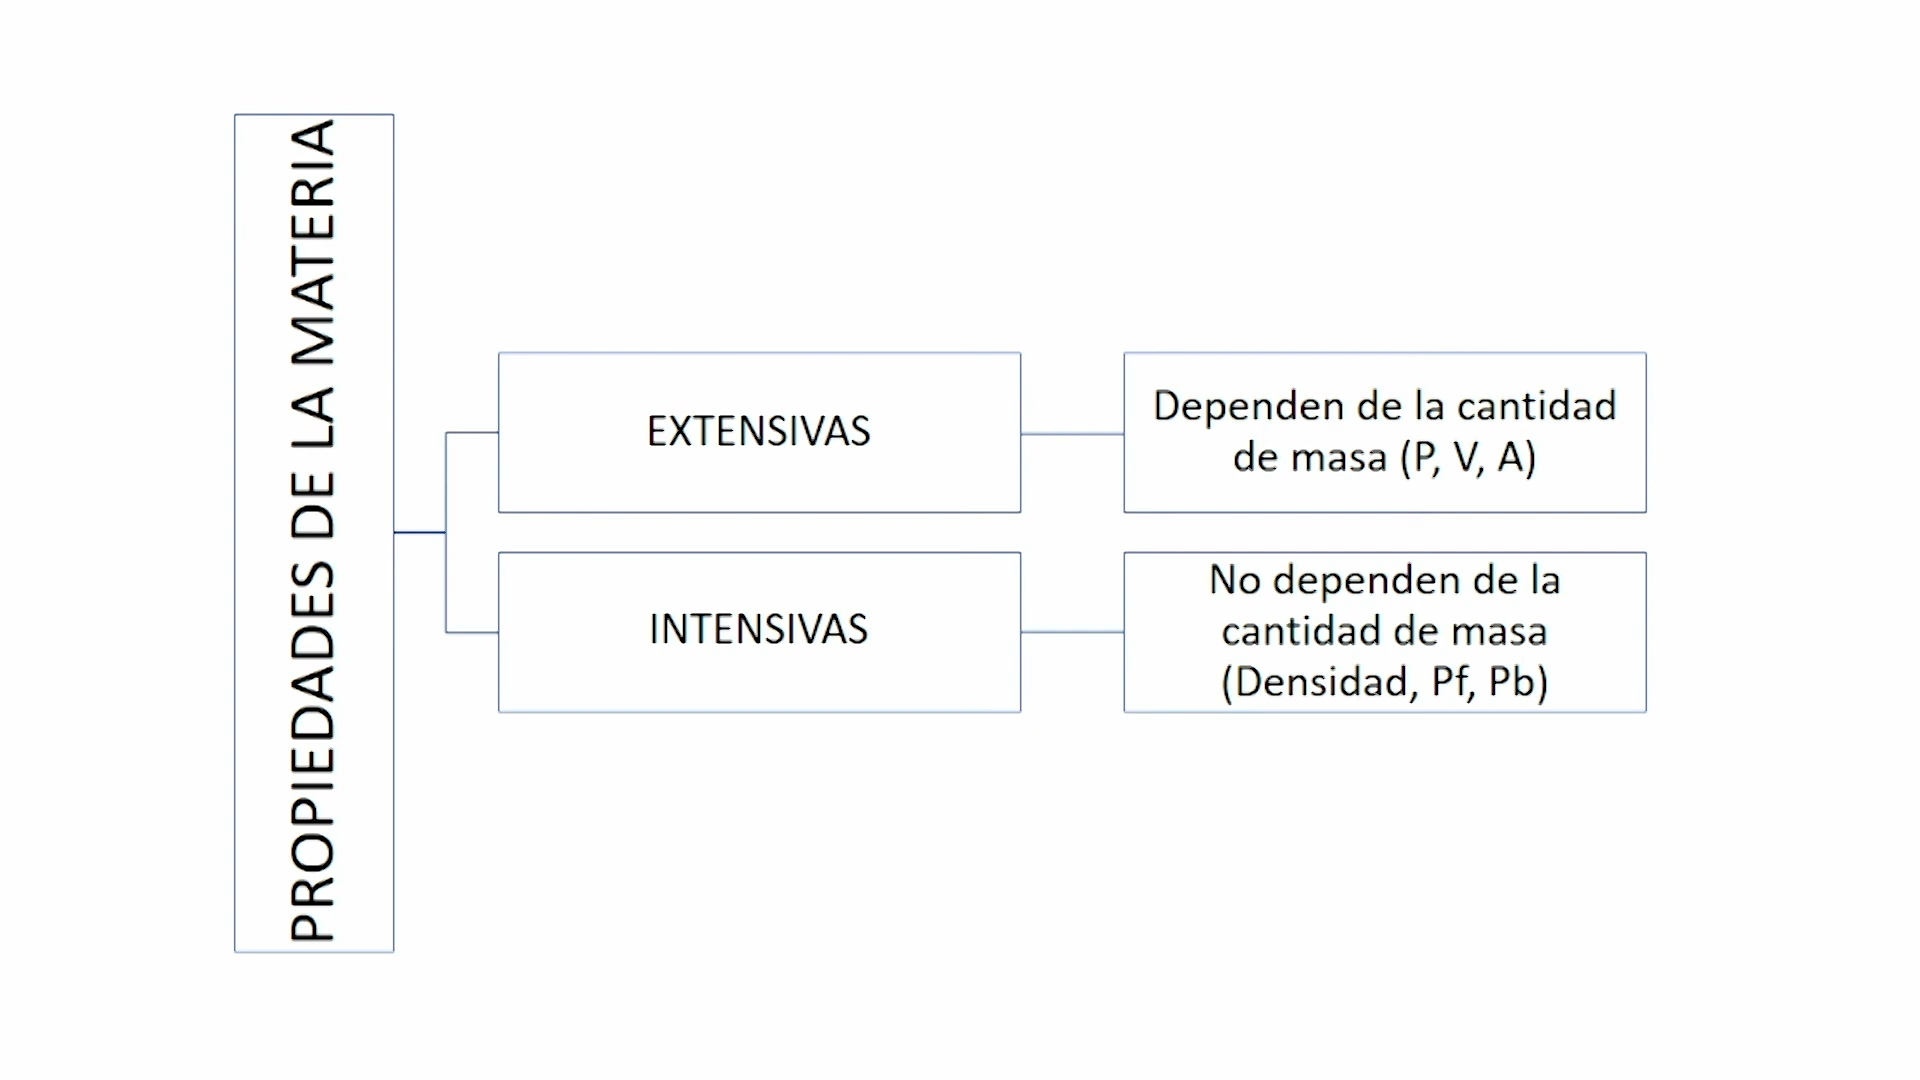 PROPIEDADES DE LA MATERIA
EXTENSIVAS
Dependen de la cantidad
de masa (P, V, A)
INTENSIVAS
No dependen de la
cantidad de masa
(Densidad, Pf, Pb)